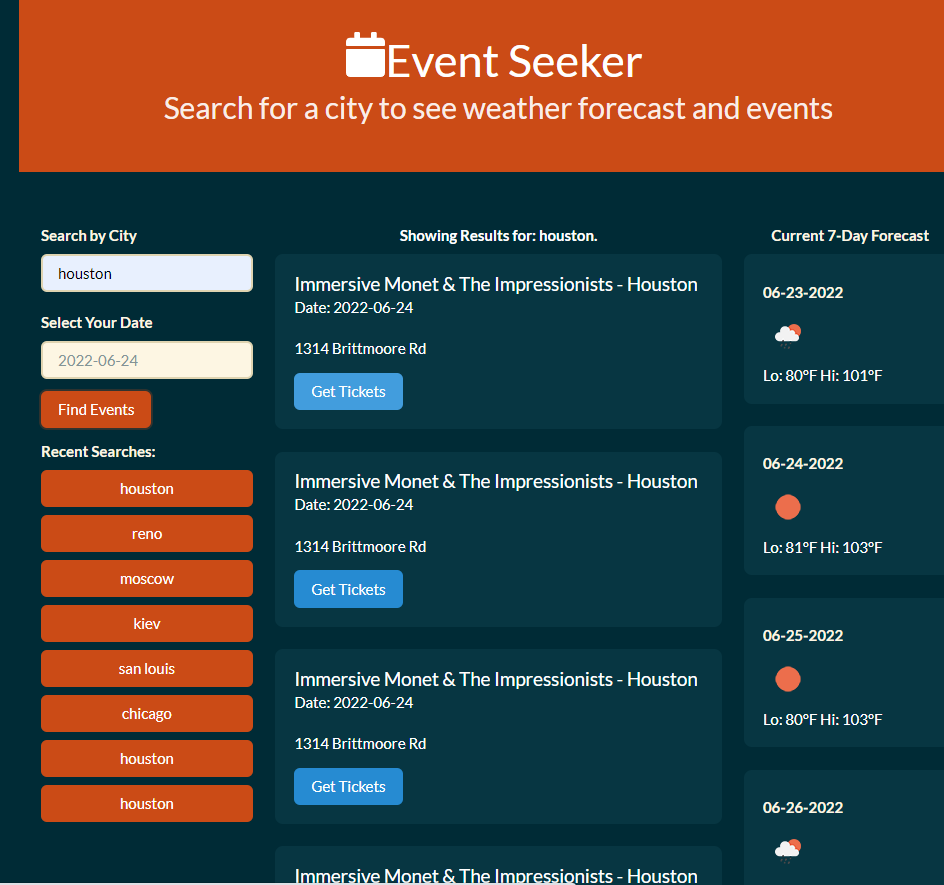 Event Seeker
Search for a city to see weather forecast and events
Search by City
houston
Select Your Date
2022-06-24
Find Events
Recent Searches:
houston
reno
moscow
kiev
san louis
chicago
houston
houston
Showing Results for: houston.
Immersive Monet & The Impressionists - Houston
Date: 2022-06-24
1314 Brittmoore Rd
Get Tickets
Immersive Monet & The Impressionists - Houston
Date: 2022-06-24
1314 Brittmoore Rd
Get Tickets
Immersive Monet & The Impressionists - Houston
Date: 2022-06-24
1314 Brittmoore Rd
Get Tickets
Immersive Monet & The Impressionists - Houston
Current 7-Day Forecast
06-23-2022
Lo: 80°F Hi: 101°F
06-24-2022
Lo: 81°F Hi: 103°F
06-25-2022
Lo: 80°F Hi: 103°F
06-26-2022